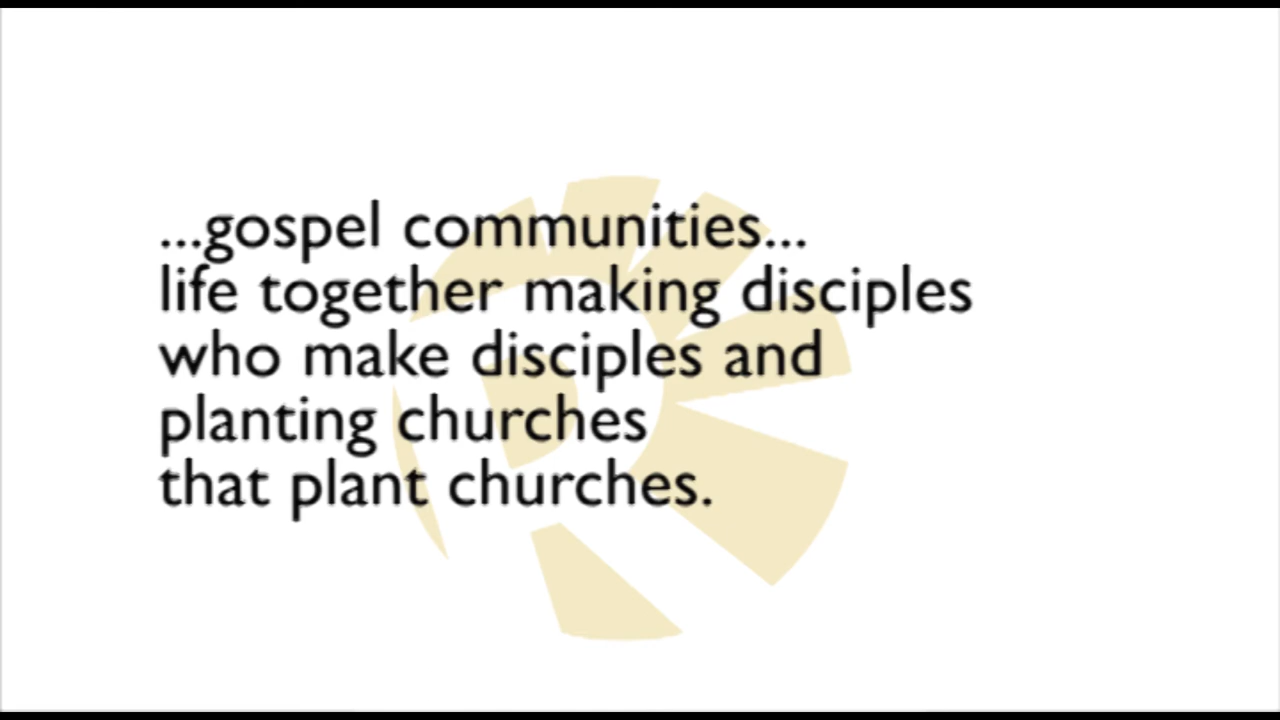 ...gospel communities...
life together making disciples
who make disciples and
planting churches
that plant churches.